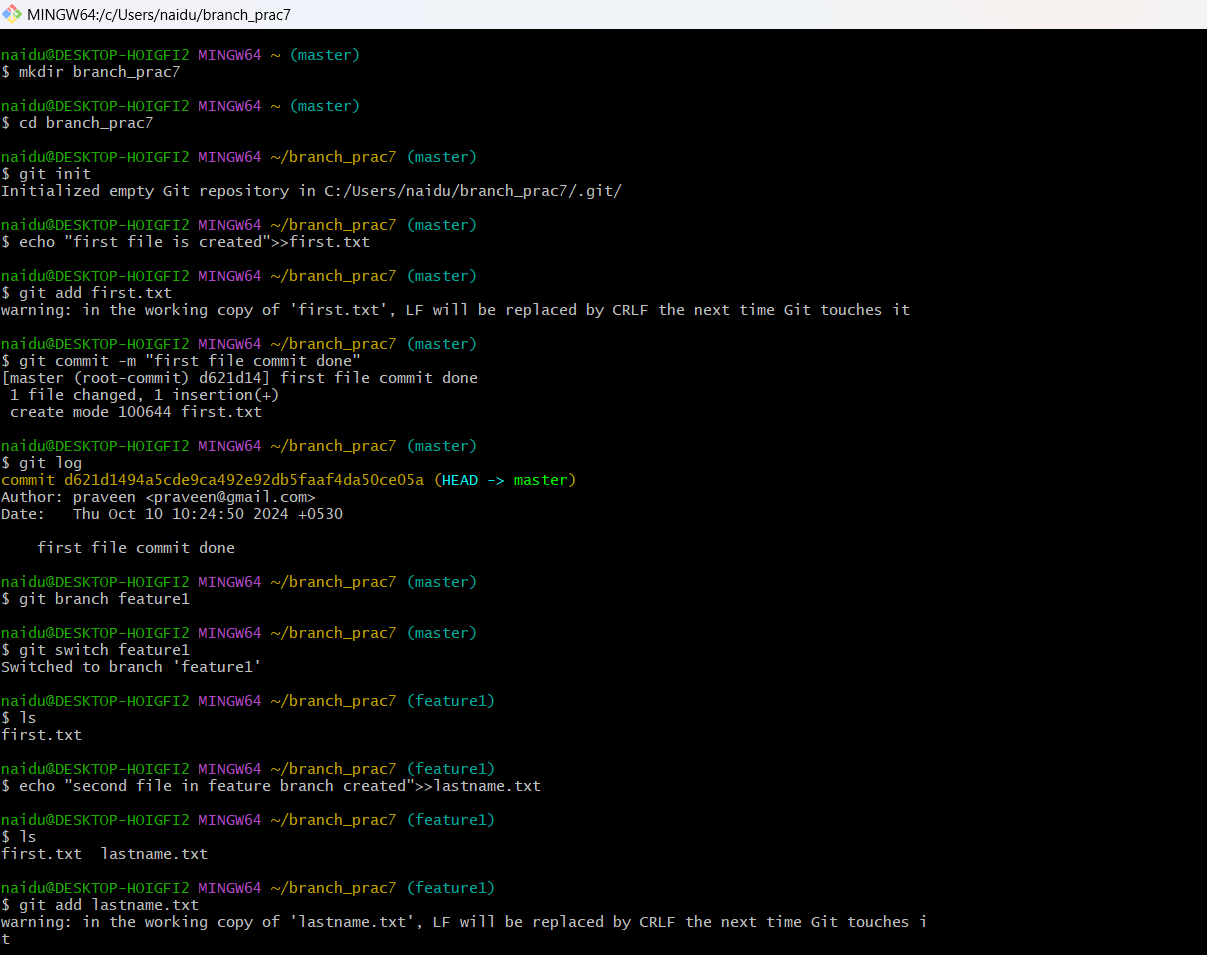 MINGW64:/c/Users/naidu/branch_prac7
naidu@DESKTOP-HOIGFI2 MINGW64 ~ (master)
$ mkdir branch_prac7
naidu@DESKTOP-HOIGFI2 MINGW64 ~ (master)
$ cd branch_prac7
naidu@DESKTOP-HOIGFI2 MINGW64 ~/branch_prac7 (master)
$ git init
Initialized empty Git repository in C:/Users/naidu/branch_prac7/.git/
naidu@DESKTOP-HOIGFI2 MINGW64 ~/branch_prac7 (master)
$ echo "first file is created">>first.txt
naidu@DESKTOP-HOIGFI2 MINGW64 ~/branch_prac7 (master)
$ git add first.txt
warning: in the working copy of 'first.txt', LF will be replaced by CRLF the next time Git touches it
naidu@DESKTOP-HOIGFI2 MINGW64 ~/branch_prac7 (master)
$ git commit -m "first file commit done"
[master (root-commit) d621d14] first file commit done
 1 file changed, 1 insertion(+)
 create mode 100644 first.txt
naidu@DESKTOP-HOIGFI2 MINGW64 ~/branch_prac7 (master)
$ git log
commit d621d1494a5cde9ca492e92db5faaf4da50ce05a (HEAD -> master)
Author: praveen <praveen@gmail.com>
Date:   Thu Oct 10 10:24:50 2024 +0530
    first file commit done
naidu@DESKTOP-HOIGFI2 MINGW64 ~/branch_prac7 (master)
$ git branch feature1
naidu@DESKTOP-HOIGFI2 MINGW64 ~/branch_prac7 (master)
$ git switch feature1
Switched to branch 'feature1'
naidu@DESKTOP-HOIGFI2 MINGW64 ~/branch_prac7 (feature1)
$ ls
first.txt
naidu@DESKTOP-HOIGFI2 MINGW64 ~/branch_prac7 (feature1)
$ echo "second file in feature branch created">>lastname.txt
naidu@DESKTOP-HOIGFI2 MINGW64 ~/branch_prac7 (feature1)
$ ls
first.txt  lastname.txt
naidu@DESKTOP-HOIGFI2 MINGW64 ~/branch_prac7 (feature1)
$ git add lastname.txt
warning: in the working copy of 'lastname.txt', LF will be replaced by CRLF the next time Git touches i
t